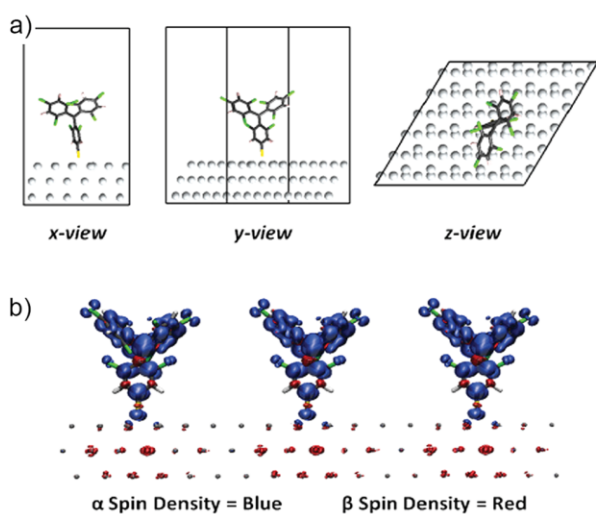 a)
x-view
y-view
z-view
b)
α Spin Density = Blue
β Spin Density = Red